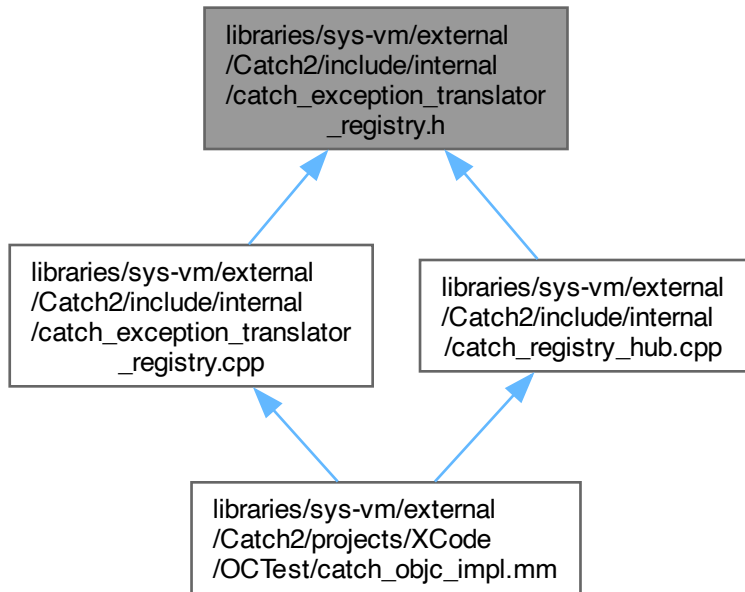 libraries/sys-vm/external
/Catch2/include/internal
/catch_exception_translator
_registry.h
libraries/sys-vm/external
/Catch2/include/internal
/catch_exception_translator
_registry.cpp
libraries/sys-vm/external
/Catch2/include/internal
/catch_registry_hub.cpp
libraries/sys-vm/external
/Catch2/projects/XCode
/OCTest/catch_objc_impl.mm